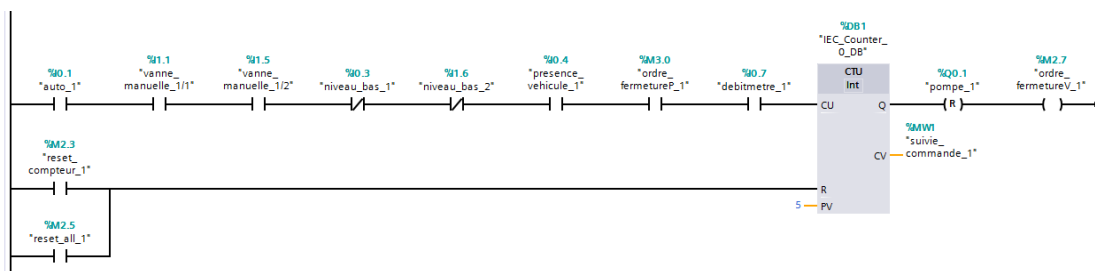 %DB1
"IEC_Counter_
0_DB"
%I0.1
"auto_1"
%I1.1
"vanne_
manuelle_1/1"
%I1.5
"vanne_
manuelle_1/2"
%I0.3
"niveau_bas_1"
%I1.6
"niveau_bas_2"
%I0.4
"presence_
vehicule_1"
%M3.0
"ordre_
fermetureP_1"
%I0.7
"debitmetre_1"
CTU
Int
%Q0.1
"pompe_1"
%M2.7
"ordre_
fermetureV_1"
CU
Q
R
%MW1
"suivie_
commande_1"
CV
%M2.3
"reset_
compteur_1"
R
5
PV
%M2.5
"reset_all_1"